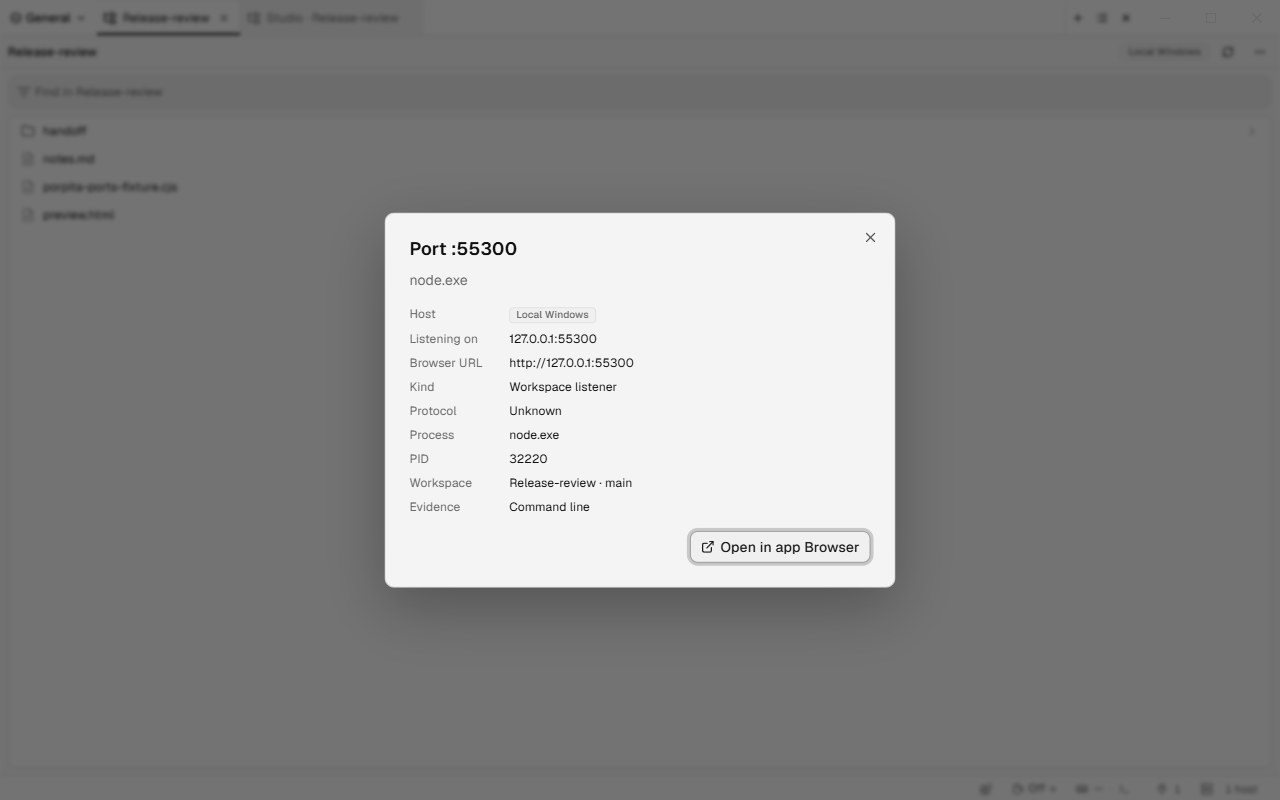 General
Release-review
Studio · Release-review
Release-review
Local Windows
Find in Release-review
handoff
notes.md
preview.html
Port :55300
node.exe
Host Local Windows
Listening on 127.0.0.1:55300
Browser URL http://127.0.0.1:55300
Kind Workspace listener
Protocol Unknown
Process node.exe
PID 32220
Workspace Release-review · main
Evidence Command line
Open in app Browser
Off
1 hour